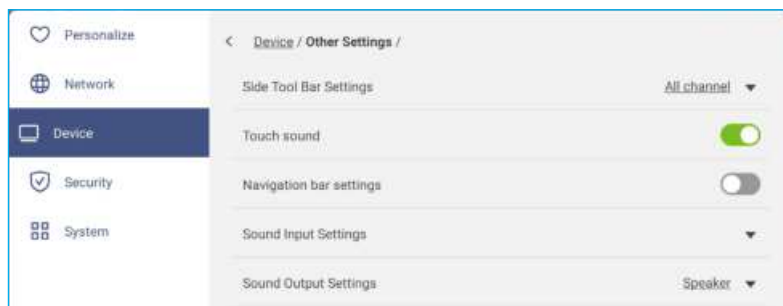 Personalize
Network
Device
Security
System
< Device / Other Settings /
Side Tool Bar Settings All channel
Touch sound
Navigation bar settings
Sound Input Settings
Sound Output Settings Speaker